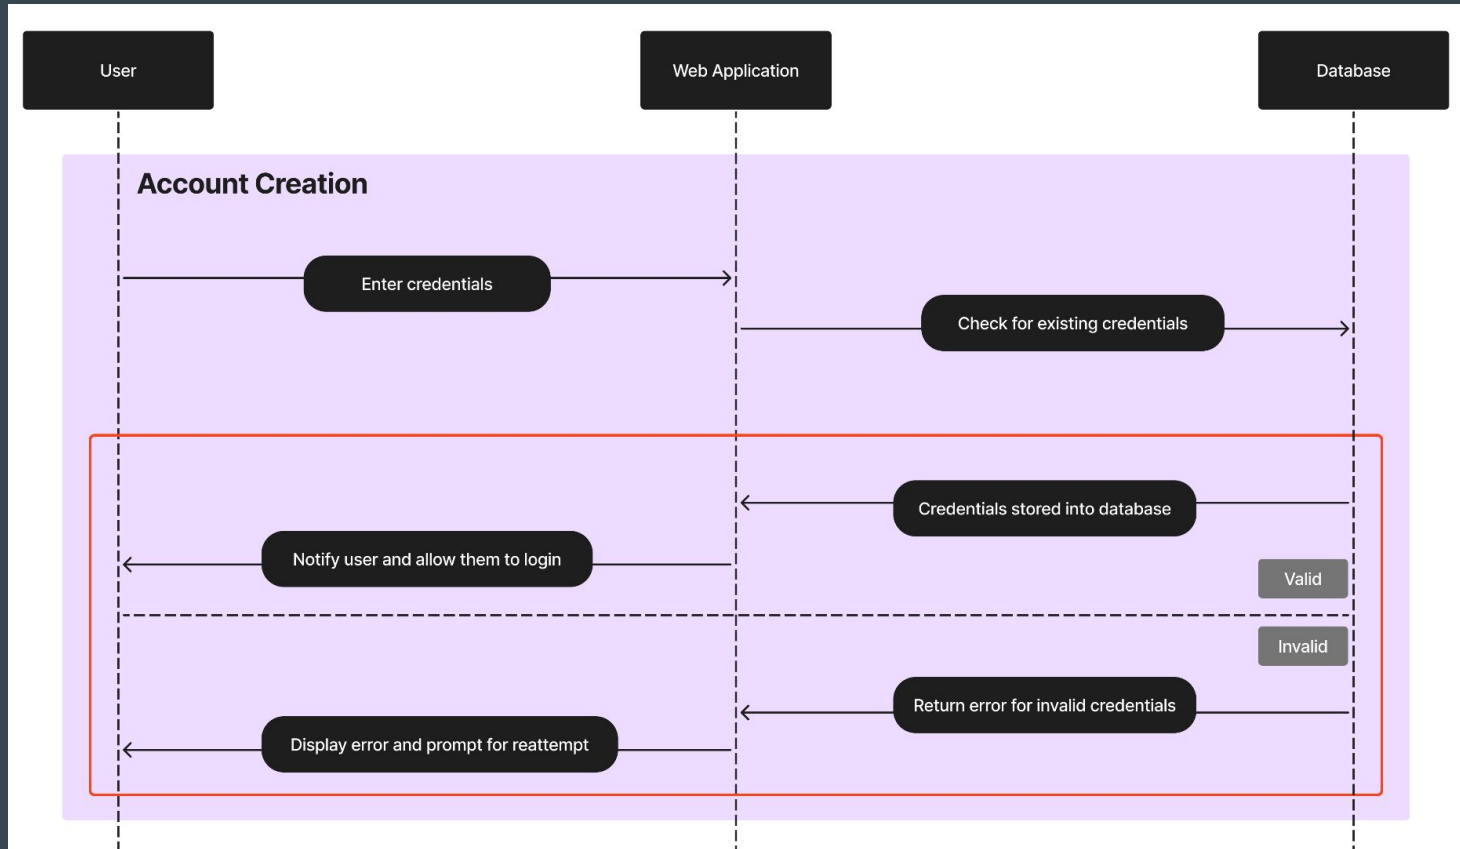 User
Web Application
Database
Account Creation
Enter credentials
Check for existing credentials
Credentials stored into database
Notify user and allow them to login
Valid
Invalid
Return error for invalid credentials
Display error and prompt for reattempt